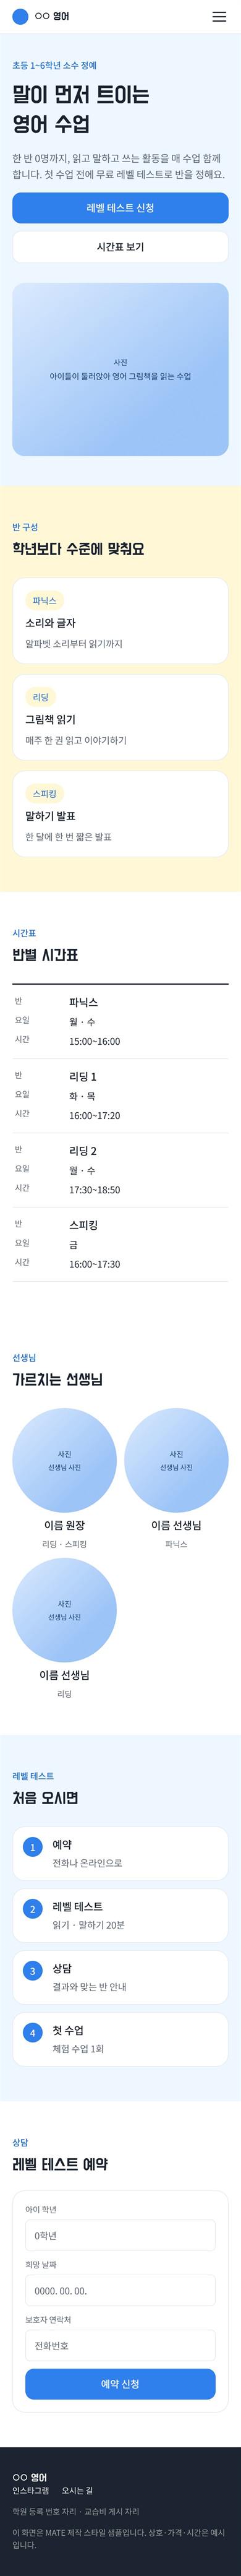 ○○ 영어
초등 1~6학년 소수 정예
말이 먼저 트이는
영어 수업
한 반 0명까지, 읽고 말하고 쓰는 활동을 매 수업 함께
합니다. 첫 수업 전에 무료 레벨 테스트로 반을 정해요.
레벨 테스트 신청
시간표 보기
사진
아이들이 둘러앉아 영어 그림책을 읽는 수업
반 구성
학년보다 수준에 맞춰요
파닉스
소리와 글자
알파벳 소리부터 읽기까지
리딩
그림책 읽기
매주 한 권 읽고 이야기하기
스피킹
말하기 발표
한 달에 한 번 짧은 발표
시간표
반별 시간표
반 파닉스
요일 월 · 수
시간 15:00~16:00
반 리딩 1
요일 화 · 목
시간 16:00~17:20
반 리딩 2
요일 월 · 수
시간 17:30~18:50
반 스피킹
요일 금
시간 16:00~17:30
선생님
가르치는 선생님
사진 사진
선생님 사진 선생님 사진
이름 원장 이름 선생님
리딩 · 스피킹 파닉스
사진
선생님 사진
이름 선생님
리딩
레벨 테스트
처음 오시면
1 예약
전화나 온라인으로
2 레벨 테스트
읽기 · 말하기 20분
3 상담
결과와 맞는 반 안내
4 첫 수업
체험 수업 1회
상담
레벨 테스트 예약
아이 학년
0학년
희망 날짜
0000. 00. 00.
보호자 연락처
전화번호
예약 신청
○○ 영어
인스타그램 오시는 길
학원 등록 번호 자리 · 교습비 게시 자리
이 화면은 MATE 제작 스타일 샘플입니다. 상호·가격·시간은 예시
입니다.